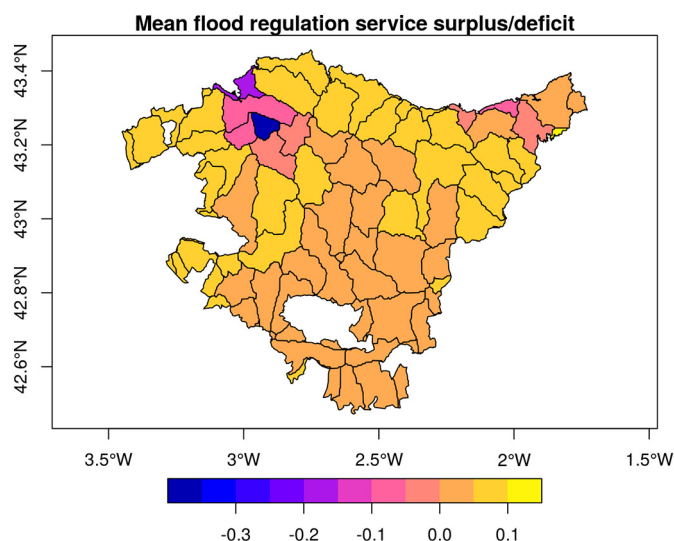 Mean flood regulation service surplus/deficit
43.4°N
43.2°N
43°N
42.8°N
42.6°N
3.5°W 3°W 2.5°W 2°W 1.5°W
-0.3 -0.2 -0.1 0.0 0.1